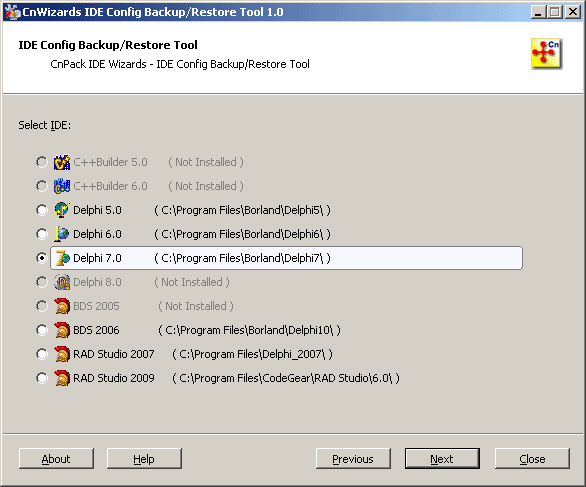 CnWizards IDE Config Backup/Restore Tool 1.0
IDE Config Backup/Restore Tool
CnPack IDE Wizards - IDE Config Backup/Restore Tool
Cn
Select IDE:
C++Builder 5.0 ( Not Installed )
C++Builder 6.0 ( Not Installed )
Delphi 5.0 ( C:\Program Files\Borland\Delphi5\ )
Delphi 6.0 ( C:\Program Files\Borland\Delphi6\ )
Delphi 7.0 ( C:\Program Files\Borland\Delphi7\ )
Delphi 8.0 ( Not Installed )
BDS 2005 ( Not Installed )
BDS 2006 ( C:\Program Files\Borland\Delphi10\ )
RAD Studio 2007 ( C:\Program Files\Delphi_2007\ )
RAD Studio 2009 ( C:\Program Files\CodeGear\RAD Studio\6.0\ )
About Help Previous Next Close